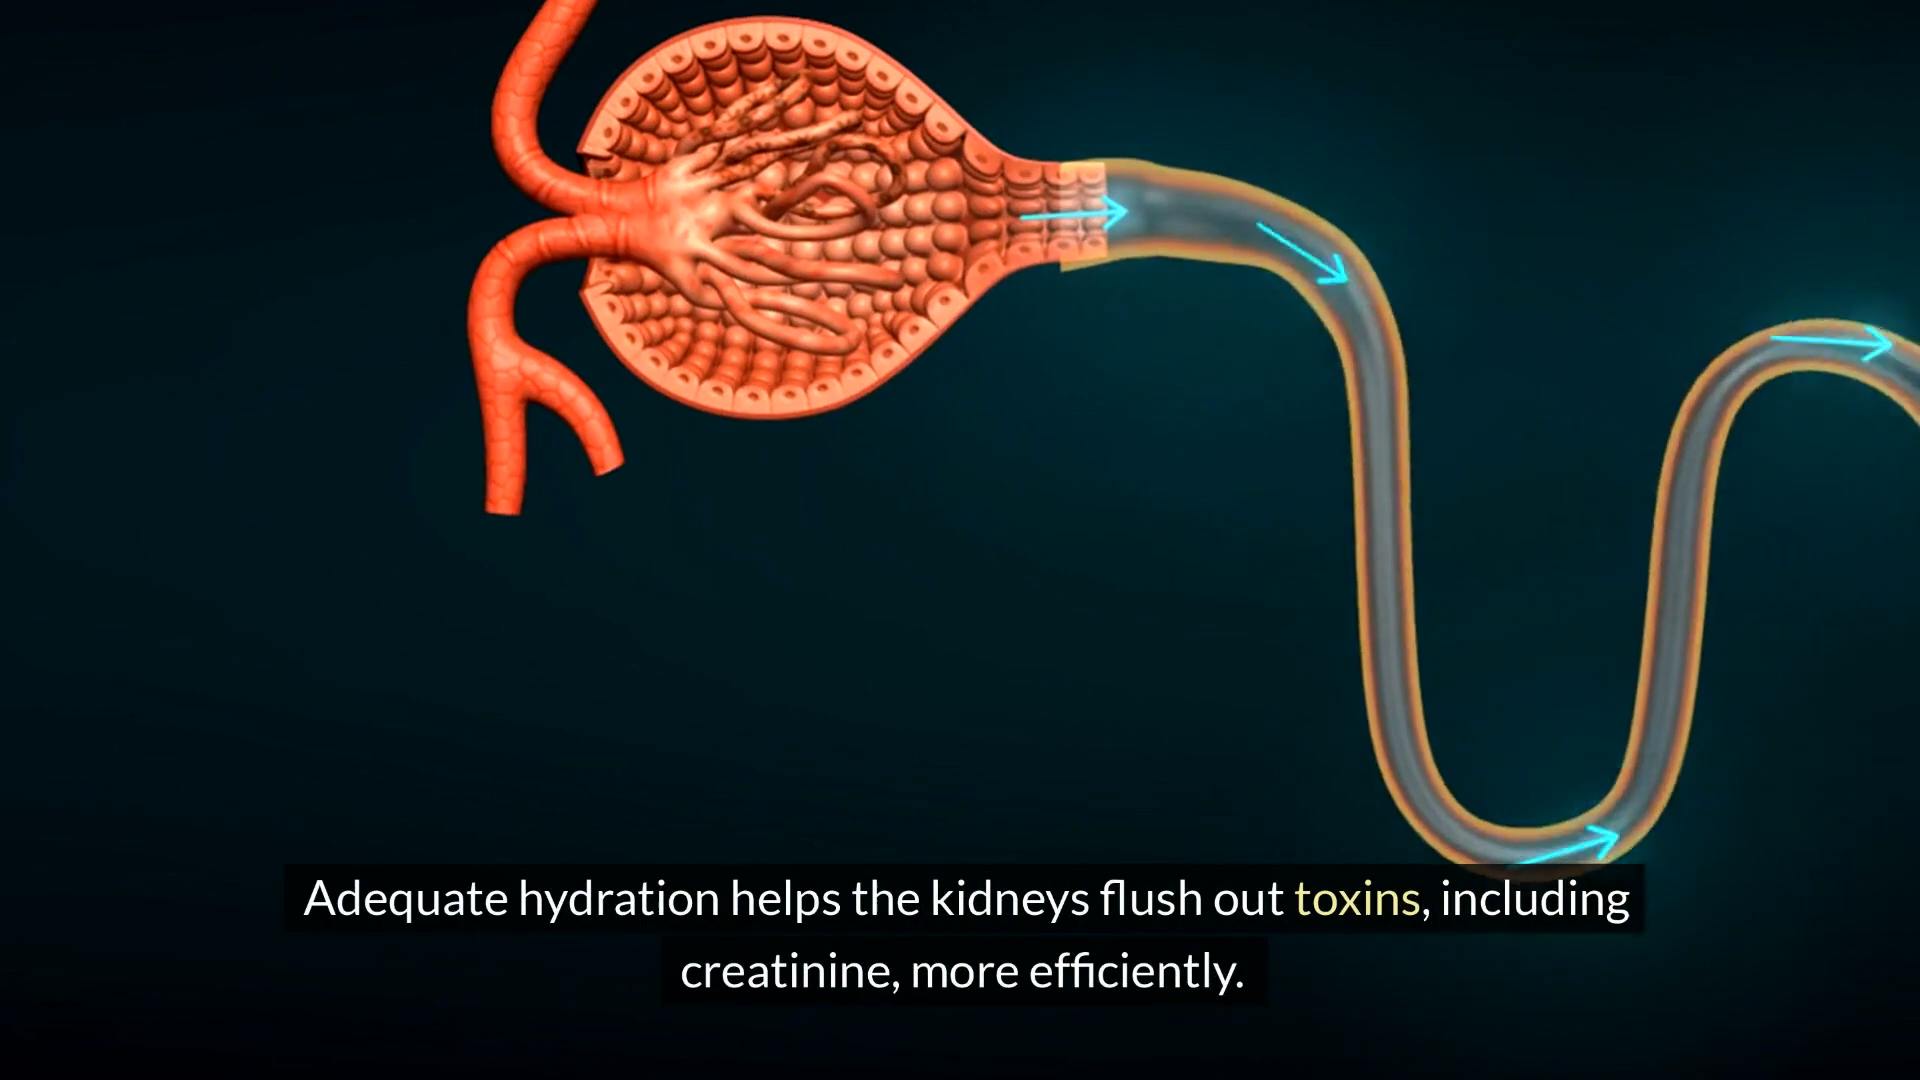 Adequate hydration helps the kidneys flush out toxins, including
creatinine, more efficiently.